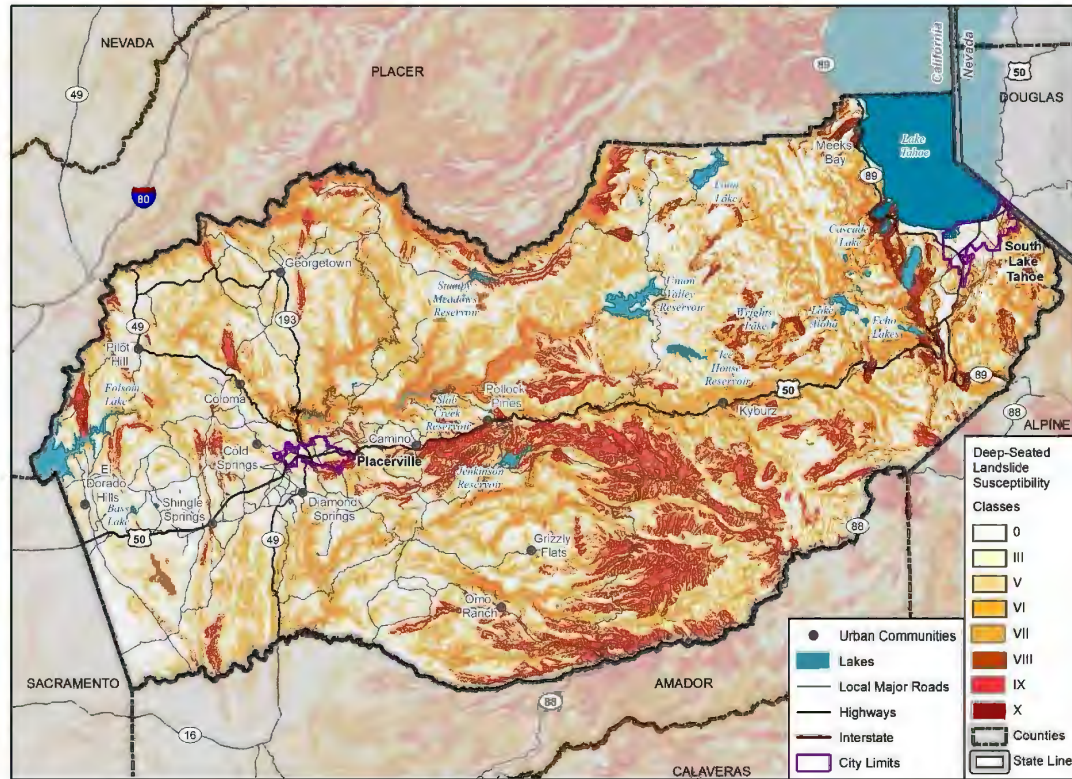 NEVADA
PLACER
89
California
Nevada
50
DOUGLAS
49
80
Meeks
Bay
Lake
Tahoe
89
Loon
Lake
Cascade
Lake
South
Lake
Tahoe
Georgetown
Stumpy
Meadows
Reservoir
Union
Valley
Reservoir
193
49
Wrights
Lake
Lake
Aloha
Echo
Lakes
Pilot
Hill
Ice
House
Reservoir
89
Folsom
Lake
Coloma
Slab
Creek
Reservoir
Pollock
Pines
50
Kyburz
88
ALPINE
Cold
Springs
Camino
Placerville
Jenkinson
Reservoir
El
Dorado
Hills
Bass
Lake
Shingle
Springs
Diamond
Springs
50
49
Grizzly
Flats
88
Omo
Ranch
SACRAMENTO
AMADOR
88
16
CALAVERAS
Deep-Seated
Landslide
Susceptibility
Classes
0
III
V
VI
VII
VIII
IX
X
Counties
State Line
Urban Communities
Lakes
Local Major Roads
Highways
Interstate
City Limits